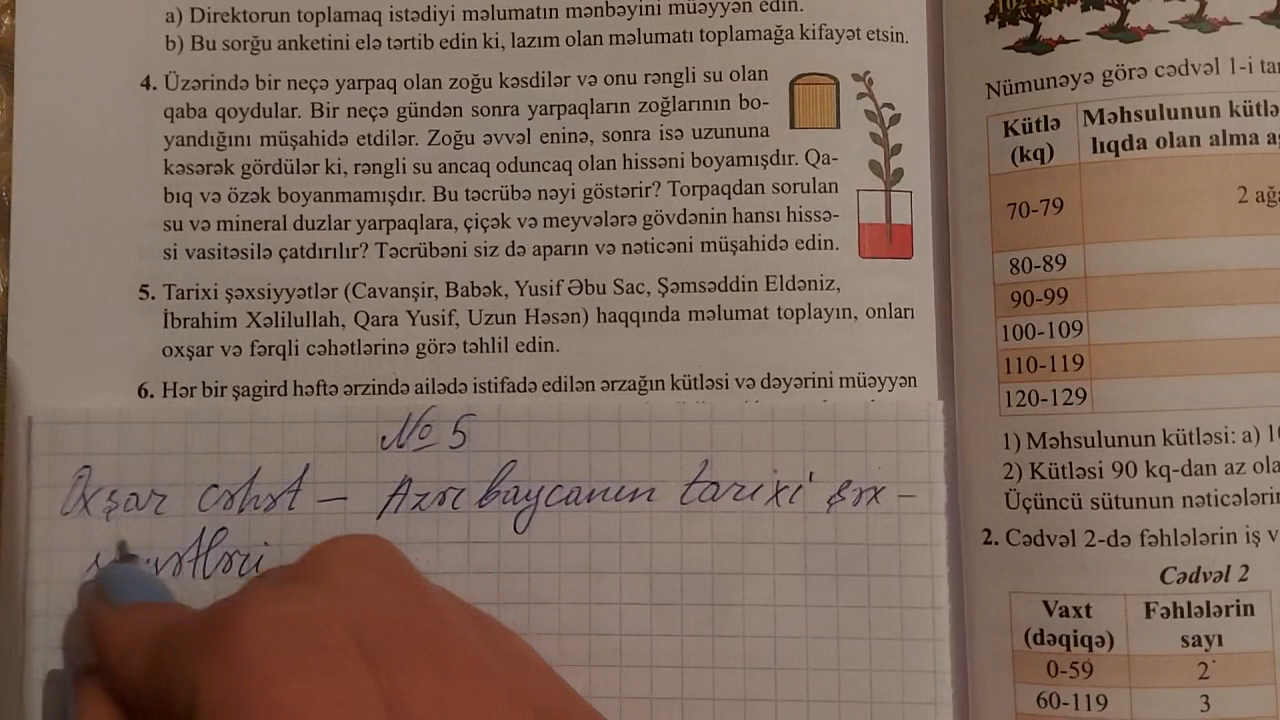 a) Direktorun toplamaq istədiyi məlumatın mənbəyini müəyyən edin.
b) Bu sorğu anketini elə tərtib edin ki, lazım olan məlumatı toplamağa kifayət etsin.
4. Üzərində bir neçə yarpaq olan zoğu kəsdilər və onu rəngli su olan
qaba qoydular. Bir neçə gündən sonra yarpaqların zoğlarının bo-
yandığını müşahidə etdilər. Zoğu əvvəl eninə, sonra isə uzununa
kəsərək gördülər ki, rəngli su ancaq oduncaq olan hissəni boyamışdır. Qa-
bıq və özək boyanmamışdır. Bu təcrübə nəyi göstərir? Torpaqdan sorulan
su və mineral duzlar yarpaqlara, çiçək və meyvələrə gövdənin hansı hissə-
si vasitəsilə çatdırılır? Təcrübəni siz də aparın və nəticəni müşahidə edin.
5. Tarixi şəxsiyyətlər (Cavanşir, Babək, Yusif Əbu Sac, Şəmsəddin Eldəniz,
İbrahim Xəlilullah, Qara Yusif, Uzun Həsən) haqqında məlumat toplayın, onları
oxşar və fərqli cəhətlərinə görə təhlil edin.
6. Hər bir şagird həftə ərzində ailədə istifadə edilən ərzağın kütləsi və dəyərini müəyyən
№ 5
Oxşar cəhət – Azərbaycanın tarixi şəx-
Nümunəyə görə cədvəl 1-i
Kütlə
(kq)
Məhsulunun
olan alma
70-79
2
80-89
90-99
100-109
110-119
120-129
1) Məhsulunun kütləsi: a)
2) Kütləsi 90 kq-dan az
Üçüncü sütunun
2. Cədvəl 2-də fəhlələrin iş
Cədvəl 2
Vaxt
(dəqiqə)
Fəhlələrin
sayı
0-59 2
60-119 3